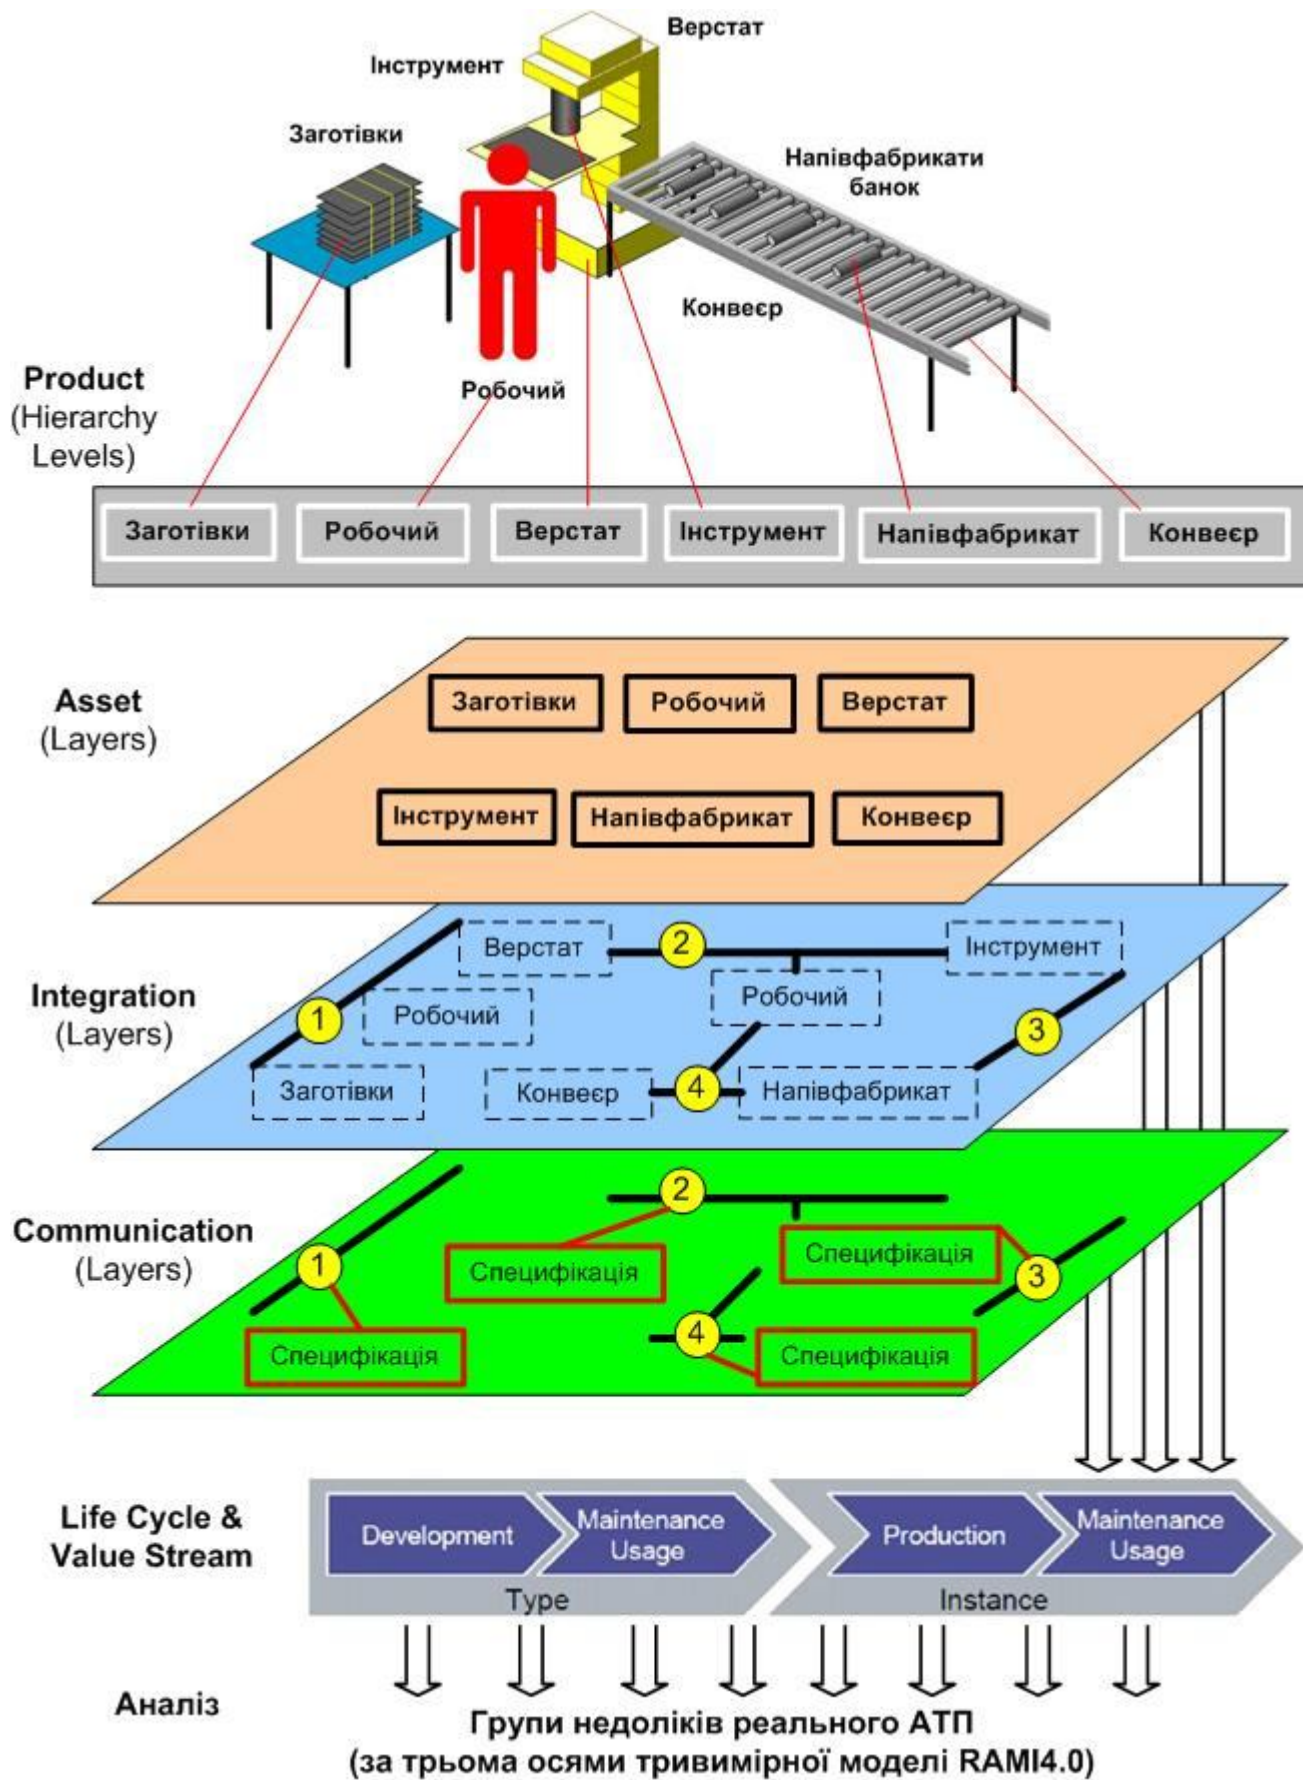 Верстат
Інструмент
Заготівки
Напівфабрикати
банок
Конвеєр
Робочий
Product
(Hierarchy
Levels)
Заготівки
Робочий
Верстат
Інструмент
Напівфабрикат
Конвеєр
Asset
(Layers)
Заготівки
Робочий
Верстат
Інструмент
Напівфабрикат
Конвеєр
Integration
(Layers)
Верстат
2
Інструмент
1
Робочий
Робочий
3
Заготівки
Конвеєр
4
Напівфабрикат
Communication
(Layers)
2
1
Специфікація
Специфікація
3
4
Специфікація
Специфікація
Life Cycle &
Value Stream
Development
Maintenance
Usage
Production
Maintenance
Usage
Type
Instance
Аналіз
Групи недоліків реального АТП
(за трьома осями тривимірної моделі RAMI4.0)